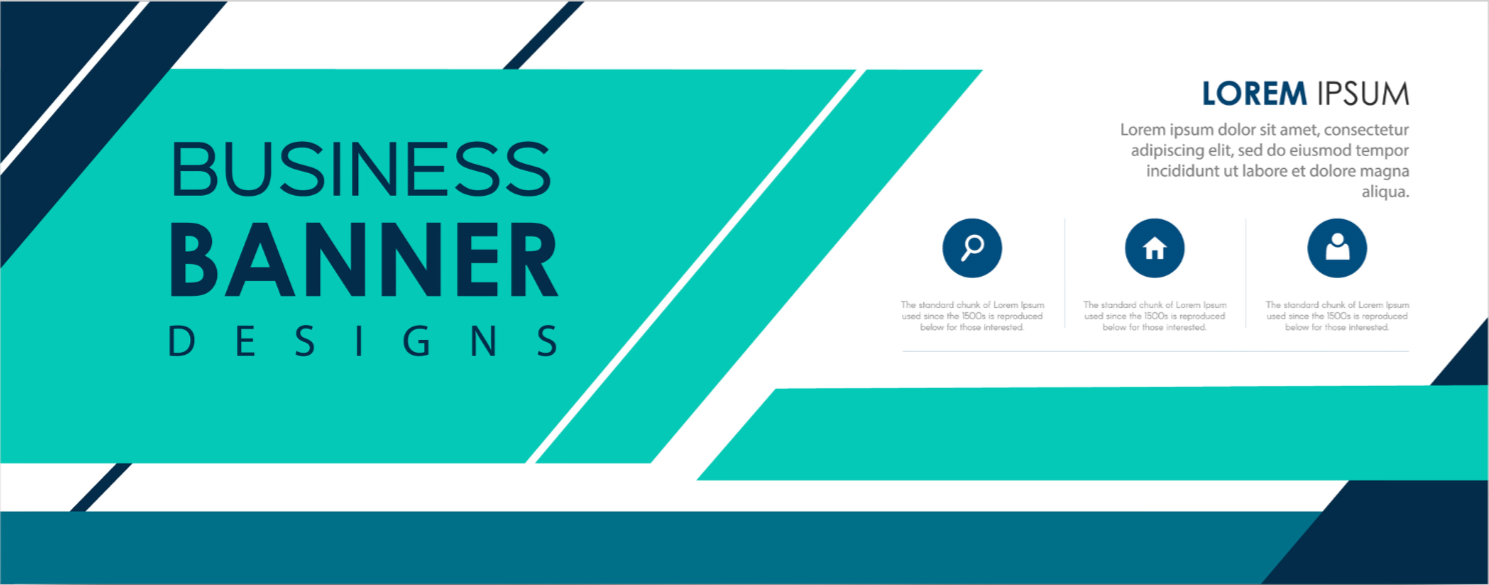 BUSINESS
BANNER
DESIGNS
LOREM IPSUM
Lorem ipsum dolor sit amet, consectetur
adipiscing elit, sed do eiusmod tempor
incididunt ut labore et dolore magna
aliqua.
The standard chunk of Lorem Ipsum
used since the 1500s is reproduced
below for those interested.
The standard chunk of Lorem Ipsum
used since the 1500s is reproduced
below for those interested.
The standard chunk of Lorem Ipsum
used since the 1500s is reproduced
below for those interested.